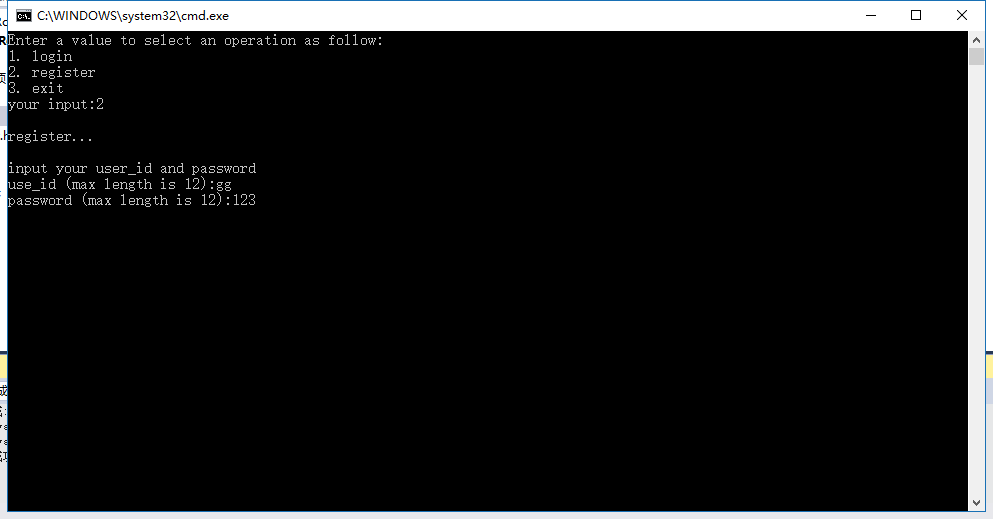 C:\WINDOWS\system32\cmd.exe
Enter a value to select an operation as follow:
1. login
2. register
3. exit
your input:2
register...
input your user_id and password
use_id (max length is 12):gg
password (max length is 12):123